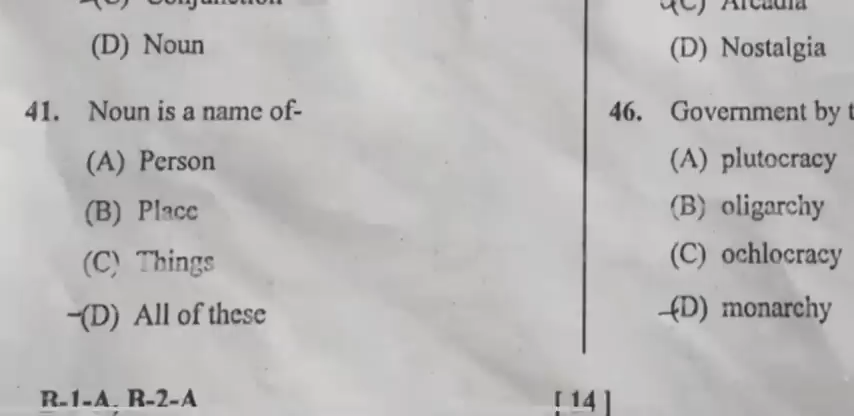 (D) Noun
41. Noun is a name of-
(A) Person
(B) Place
(C) Things
(D) All of these
R-1-A, R-2-A
[ 14 ]
(D) Nostalgia
46. Government by t
(A) plutocracy
(B) oligarchy
(C) ochlocracy
(D) monarchy